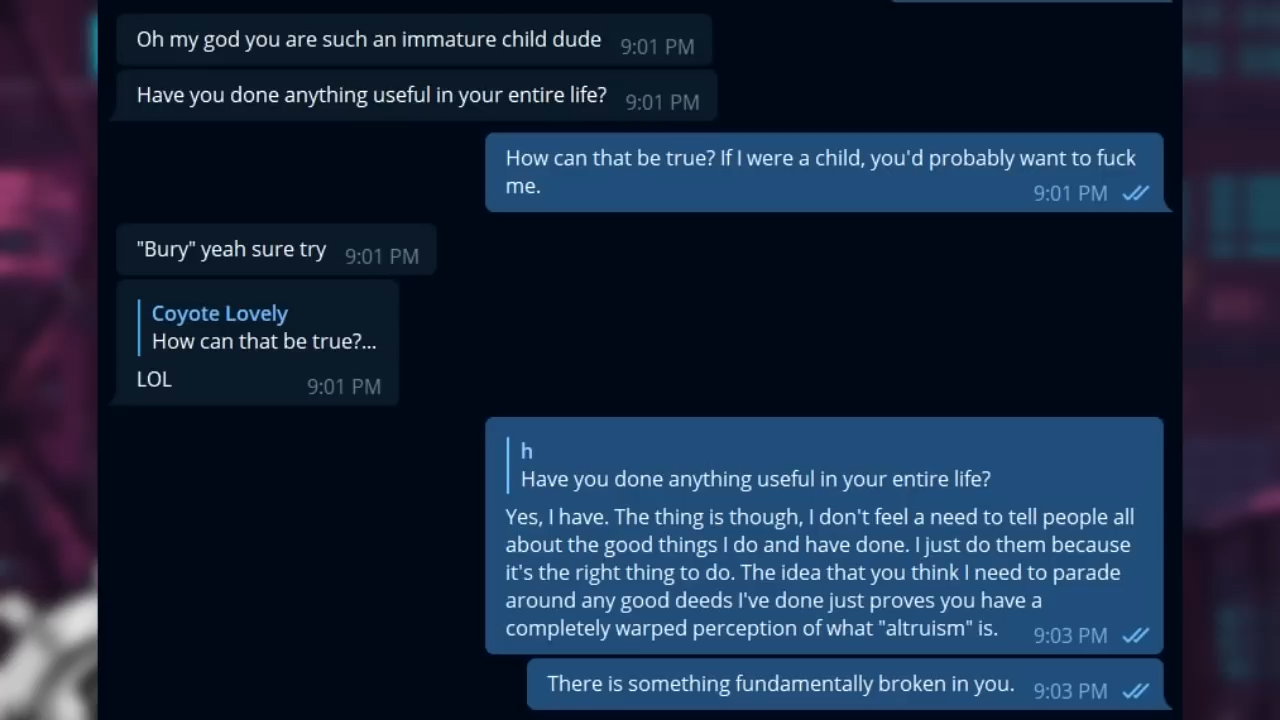 Oh my god you are such an immature child dude 9:01 PM
Have you done anything useful in your entire life? 9:01 PM
How can that be true? If I were a child, you'd probably want to fuck
me. 9:01 PM
"Bury" yeah sure try 9:01 PM
Coyote Lovely
How can that be true?...
LOL 9:01 PM
h
Have you done anything useful in your entire life?
Yes, I have. The thing is though, I don't feel a need to tell people all
about the good things I do and have done. I just do them because
it's the right thing to do. The idea that you think I need to parade
around any good deeds I've done just proves you have a
completely warped perception of what "altruism" is. 9:03 PM
There is something fundamentally broken in you. 9:03 PM